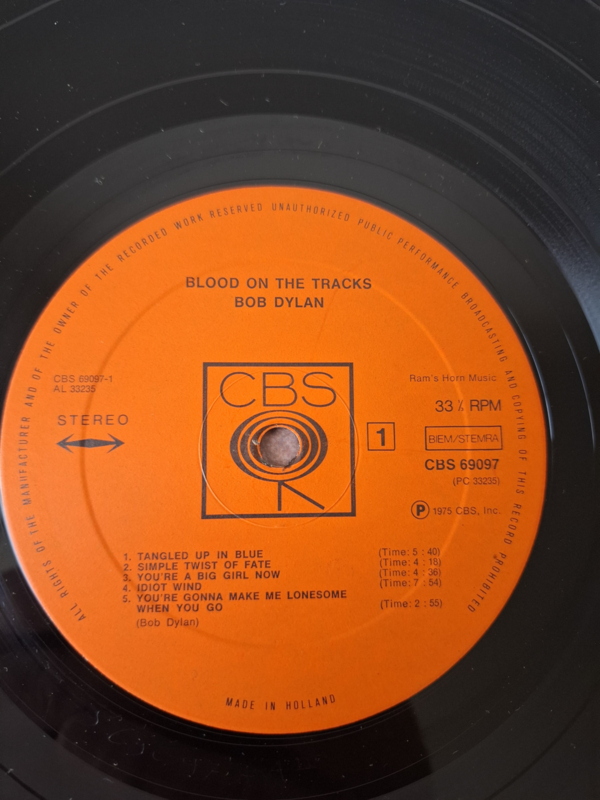 ALL RIGHTS OF THE MANUFACTURER AND OF THE OWNER OF THE RECORDED WORK RESERVED UNAUTHORIZED PUBLIC PERFORMANCE BROADCASTING AND COPYING OF THIS RECORD PROHIBITED
BLOOD ON THE TRACKS
BOB DYLAN
CBS 69097-1
AL 33235
STEREO
CBS
1
Ram's Horn Music
33 ⅓ RPM
BIEM/STEMRA
CBS 69097
(PC 33235)
Ⓟ 1975 CBS, Inc.
1. TANGLED UP IN BLUE (Time: 5 : 40)
2. SIMPLE TWIST OF FATE (Time: 4 : 18)
3. YOU'RE A BIG GIRL NOW (Time: 4 : 36)
4. IDIOT WIND (Time: 7 : 54)
5. YOU'RE GONNA MAKE ME LONESOME
WHEN YOU GO (Time: 2 : 55)
(Bob Dylan)
MADE IN HOLLAND